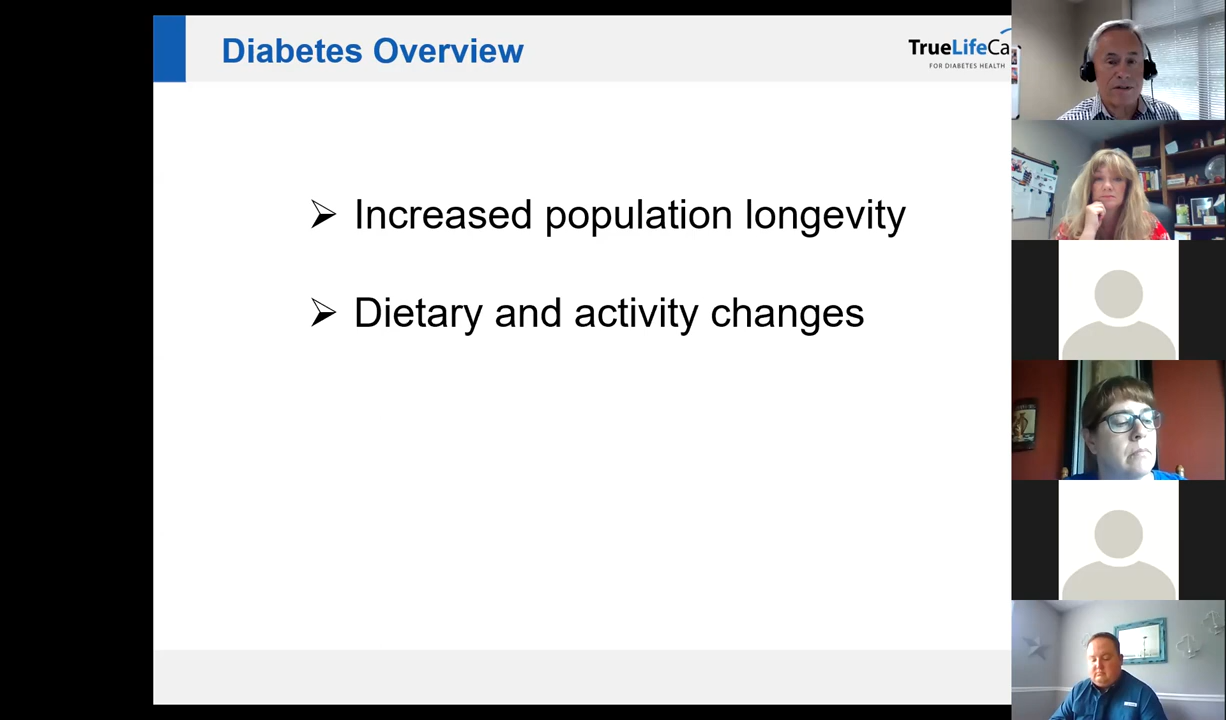 Diabetes Overview
TrueLifeCa
FOR DIABETES HEALTH
Increased population longevity
Dietary and activity changes